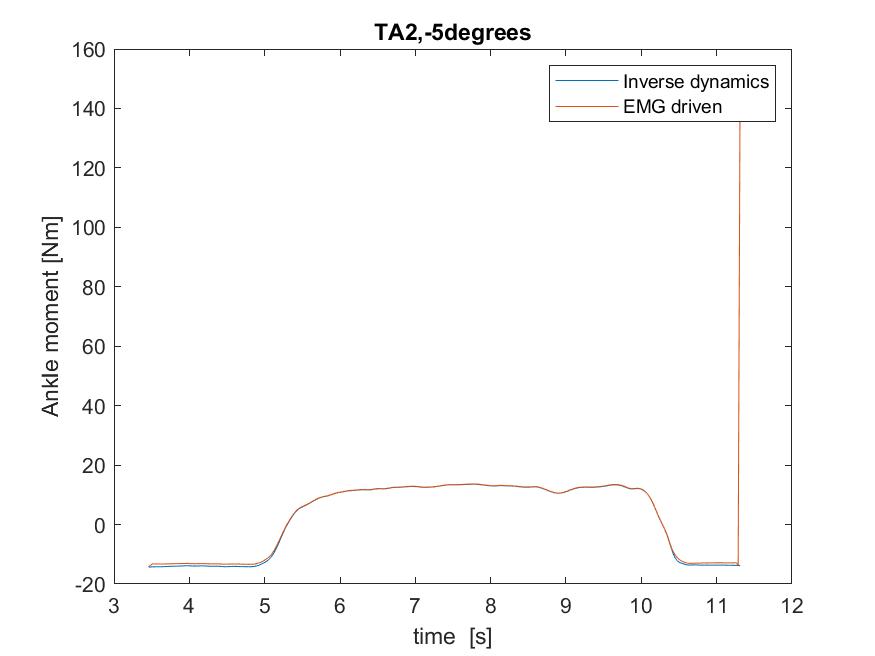 TA2,-5degrees
160
140
120
100
80
60
40
20
0
-20
Ankle moment [Nm]
Inverse dynamics
EMG driven
3 4 5 6 7 8 9 10 11 12
time [s]